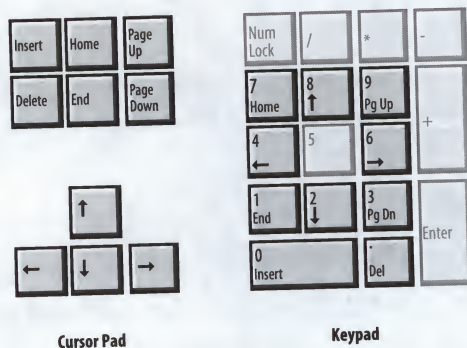 Insert Home Page Up
Delete End Page Down
↑
← ↓ →
Cursor Pad
Num Lock / * -
7 Home 8 ↑ 9 Pg Up
+
4 ← 5 6 →
1 End 2 ↓ 3 Pg Dn
Enter
0 Insert . Del
Keypad